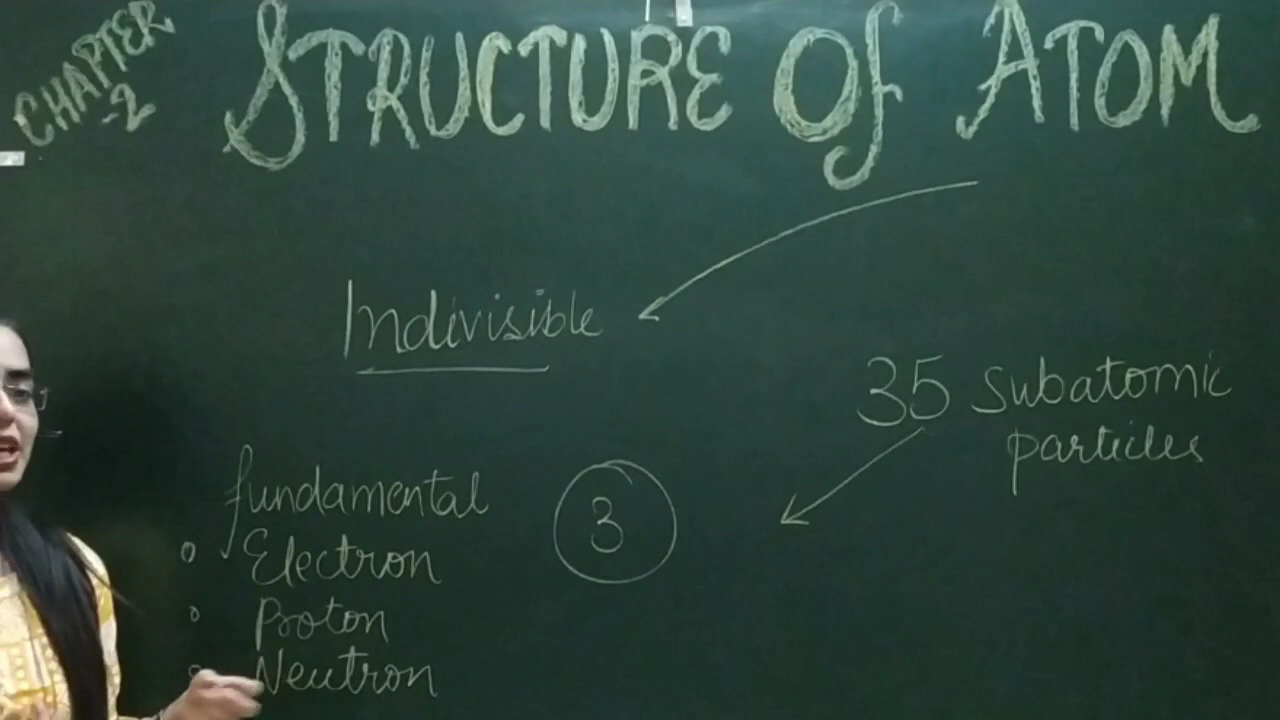 CHAPTER
-2
STRUCTURE Of ATOM
Indivisible
35 Subatomic
particles
fundamental
3
Electron
Proton
Neutron